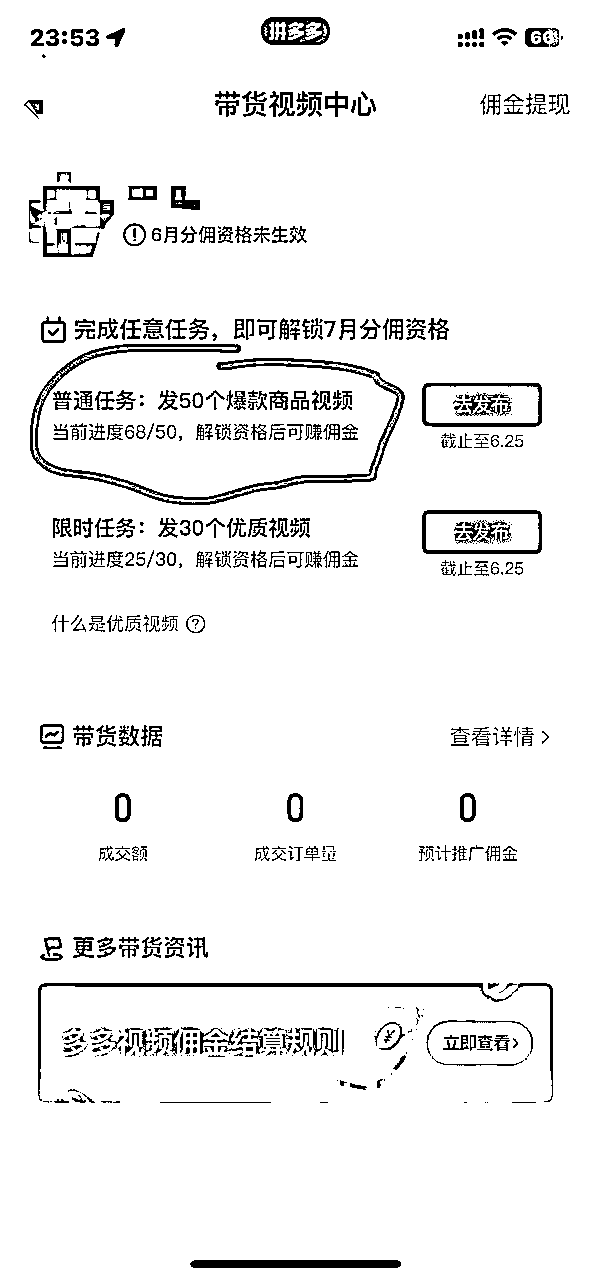 23:53
拼多多
带货视频中心
佣金提现
6月分佣资格未生效
完成任意任务，即可解锁7月分佣资格
普通任务：发50个爆款商品视频
去发布
当前进度68/50，解锁资格后可赚佣金
截止至6.25
限时任务：发30个优质视频
去发布
当前进度25/30，解锁资格后可赚佣金
截止至6.25
什么是优质视频
带货数据
查看详情
0
0
0
成交额
成交订单量
预计推广佣金
更多带货资讯
多多视频佣金结算规则
立即查看